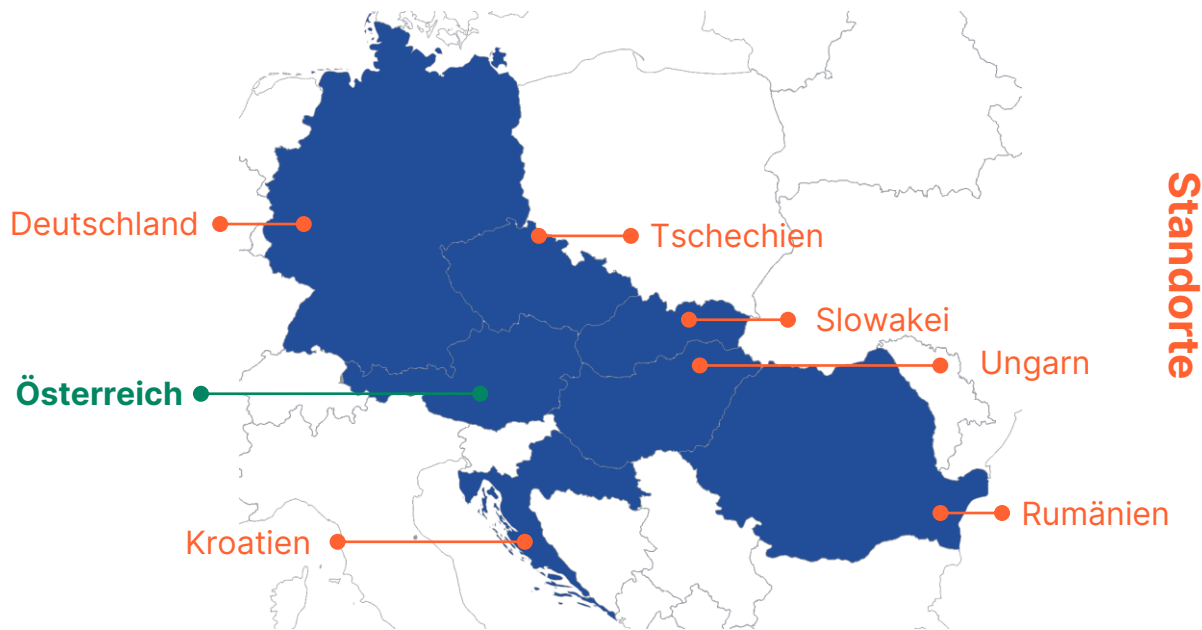 Deutschland
Tschechien
Slowakei
Ungarn
Österreich
Rumänien
Kroatien
Standorte